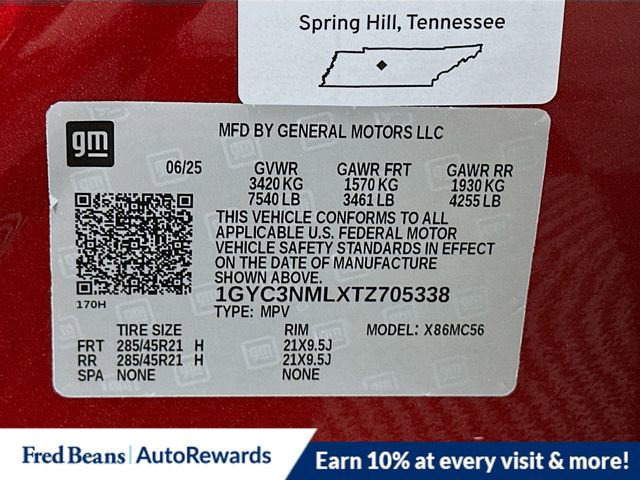 Spring Hill, Tennessee
gm
MFD BY GENERAL MOTORS LLC
06/25 GVWR GAWR FRT GAWR RR
3420 KG 1570 KG 1930 KG
7540 LB 3461 LB 4255 LB
THIS VEHICLE CONFORMS TO ALL
APPLICABLE U.S. FEDERAL MOTOR
VEHICLE SAFETY STANDARDS IN EFFECT
ON THE DATE OF MANUFACTURE
SHOWN ABOVE.
170H
1GYC3NMLXTZ705338
TYPE: MPV
TIRE SIZE RIM MODEL: X86MC56
FRT 285/45R21 H 21X9.5J
RR 285/45R21 H 21X9.5J
SPA NONE NONE
Fred Beans | AutoRewards
Earn 10% at every visit & more!